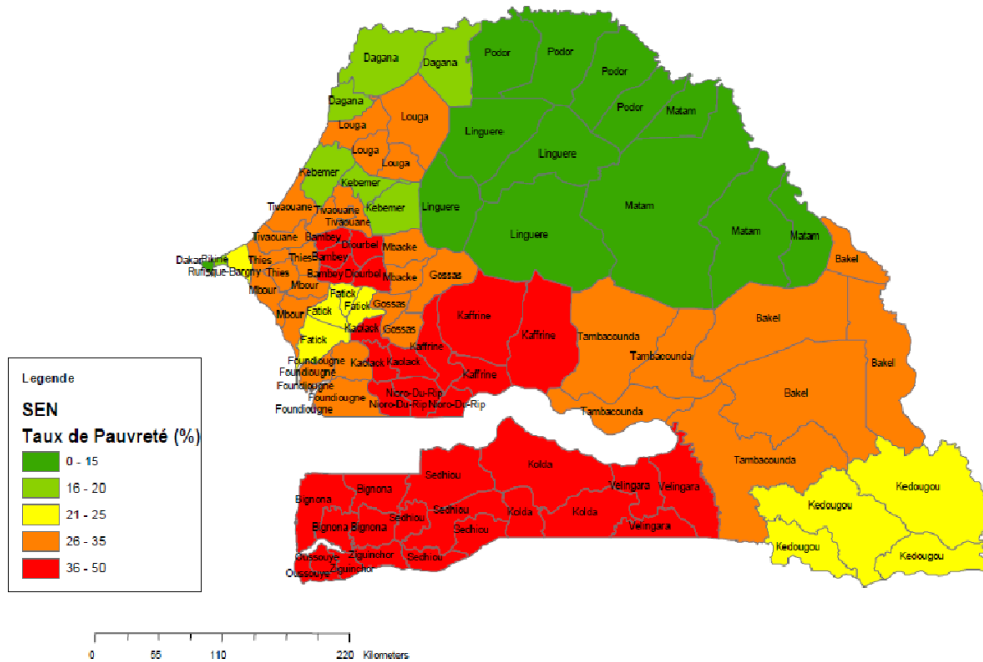 Podor
Podor
Dagana
Dagana
Podor
Dagana
Podor
Matam
Louga
Louga
Linguere
Louga
Linguere
Louga
Kebemer
Kebemer
Tivaouane
Tivaouane
Kebemer
Linguere
Matam
Tivaouane
Linguere
Matam
Tivaouane
Bambey
Diourbel
Mbacke
Matam
Dakar
Pikine
Thies
Thies
Bambey
Bakel
Rufisque-Bargny
Thies
Bambey
Diourbel
Mbacke
Gossas
Mbour
Mbour
Fatick
Fatick
Gossas
Mbour
Fatick
Kaffrine
Bakel
Kaolack
Gossas
Kaffrine
Tambacounda
Fatick
Kaffrine
Tambacounda
Foundiougne
Kaolack
Kaolack
Bakel
Foundiougne
Kaffrine
Foundiougne
Nioro-Du-Rip
Bakel
Foundiougne
Nioro-Du-Rip
Nioro-Du-Rip
Foundiougne
Tambacounda
Tambacounda
Kolda
Sedhiou
Bignona
Velingara
Velingara
Kedougou
Bignona
Sedhiou
Kolda
Kolda
Kedougou
Sedhiou
Bignona
Bignona
Sedhiou
Velingara
Kedougou
Kedougou
Oussouye
Ziguinchor
Sedhiou
Ziguinchor
Oussouye
Legende
SEN
Taux de Pauvreté (%)
0 - 15
16 - 20
21 - 25
26 - 35
36 - 50
0 55 110 220 Kilometers